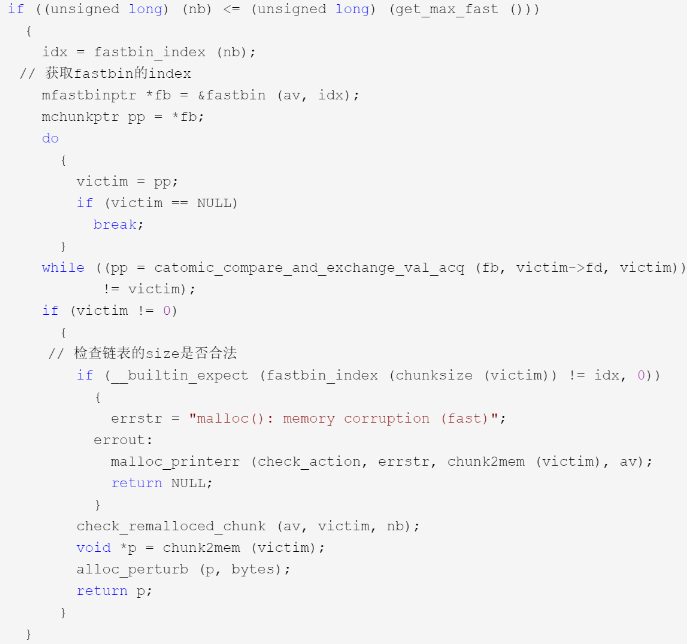 if ((unsigned long) (nb) <= (unsigned long) (get_max_fast ()))
{
idx = fastbin_index (nb);
// 获取fastbin的index
mfastbinptr *fb = &fastbin (av, idx);
mchunkptr pp = *fb;
do
{
victim = pp;
if (victim == NULL)
break;
}
while ((pp = catomic_compare_and_exchange_val_acq (fb, victim->fd, victim))
!= victim);
if (victim != 0)
{
// 检查链表的size是否合法
if (__builtin_expect (fastbin_index (chunksize (victim)) != idx, 0))
{
errstr = "malloc(): memory corruption (fast)";
errout:
malloc_printerr (check_action, errstr, chunk2mem (victim), av);
return NULL;
}
check_remalloced_chunk (av, victim, nb);
void *p = chunk2mem (victim);
alloc_perturb (p, bytes);
return p;
}
}